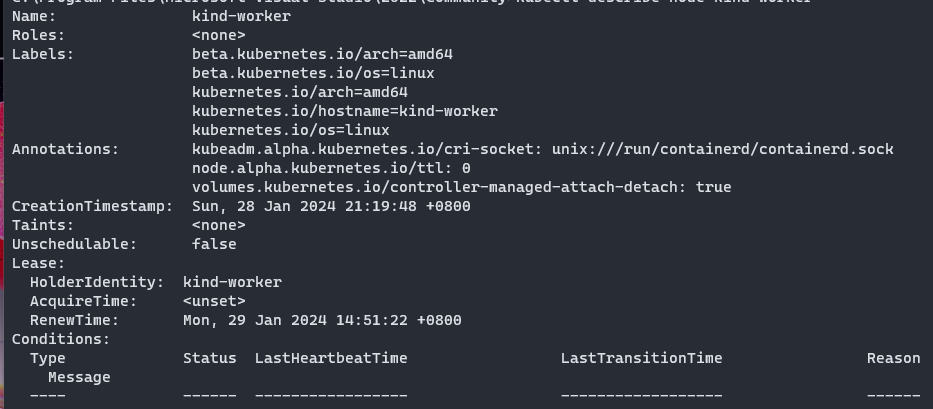 Name:               kind-worker
Roles:              <none>
Labels:             beta.kubernetes.io/arch=amd64
                    beta.kubernetes.io/os=linux
                    kubernetes.io/arch=amd64
                    kubernetes.io/hostname=kind-worker
                    kubernetes.io/os=linux
Annotations:        kubeadm.alpha.kubernetes.io/cri-socket: unix:///run/containerd/containerd.sock
                    node.alpha.kubernetes.io/ttl: 0
                    volumes.kubernetes.io/controller-managed-attach-detach: true
CreationTimestamp:  Sun, 28 Jan 2024 21:19:48 +0800
Taints:             <none>
Unschedulable:      false
Lease:
  HolderIdentity:  kind-worker
  AcquireTime:     <unset>
  RenewTime:       Mon, 29 Jan 2024 14:51:22 +0800
Conditions:
  Type             Status  LastHeartbeatTime                 LastTransitionTime                Reason
    Message
  ----             ------  -----------------                 ------------------                ------